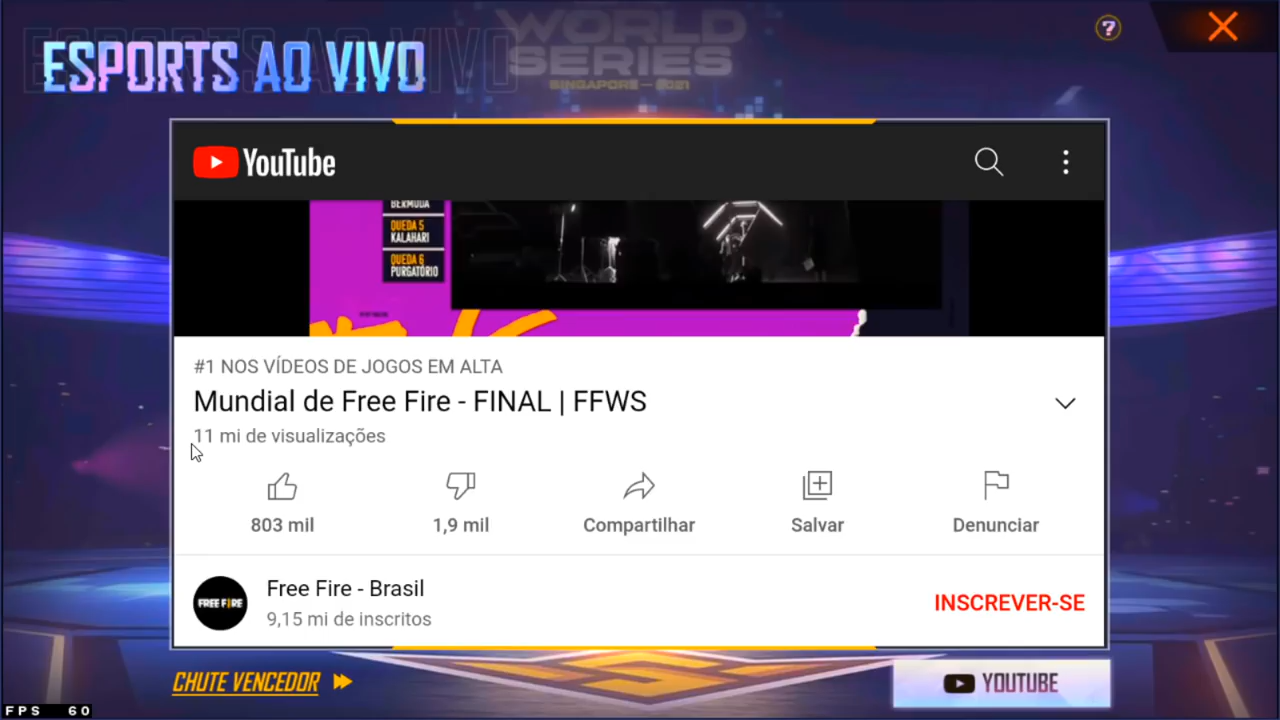 ESPORTS AO VIVO
WORLD
SERIES
SINGAPORE — 2021
?
YouTube
BERMUDA
QUEDA 5
KALAHARI
QUEDA 6
PURGATÓRIO
#1 NOS VÍDEOS DE JOGOS EM ALTA
Mundial de Free Fire - FINAL | FFWS
11 mi de visualizações
803 mil
1,9 mil
Compartilhar
Salvar
Denunciar
FREE FIRE
Free Fire - Brasil
9,15 mi de inscritos
INSCREVER-SE
CHUTE VENCEDOR
YOUTUBE
FPS 60